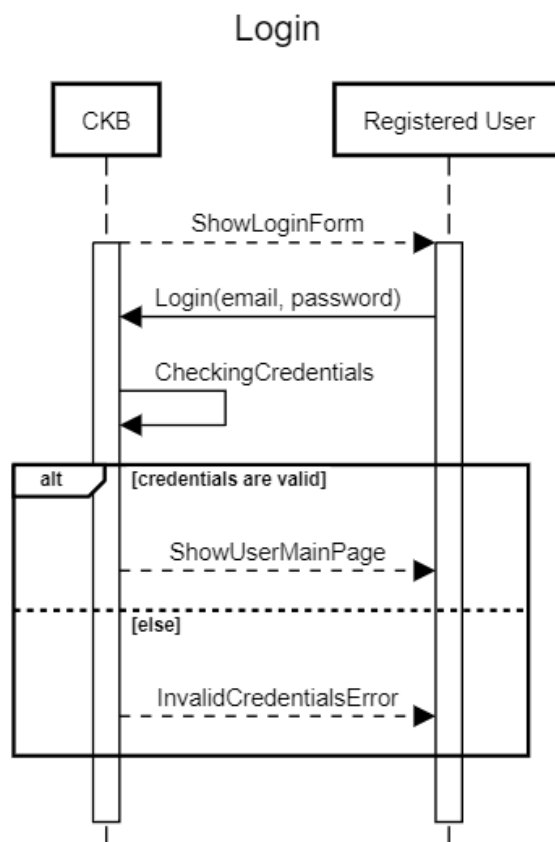 Login
CKB
Registered User
ShowLoginForm
Login(email, password)
CheckingCredentials
alt
[credentials are valid]
ShowUserMainPage
[else]
InvalidCredentialsError